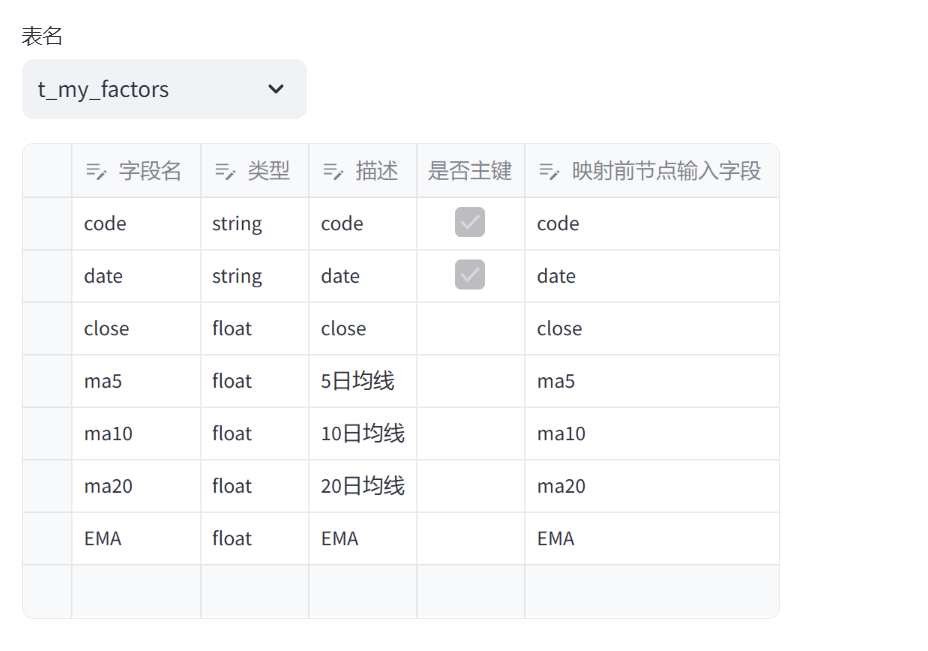 表名
t_my_factors
字段名 类型 描述 是否主键 映射前节点输入字段
code string code code
date string date date
close float close close
ma5 float 5日均线 ma5
ma10 float 10日均线 ma10
ma20 float 20日均线 ma20
EMA float EMA EMA